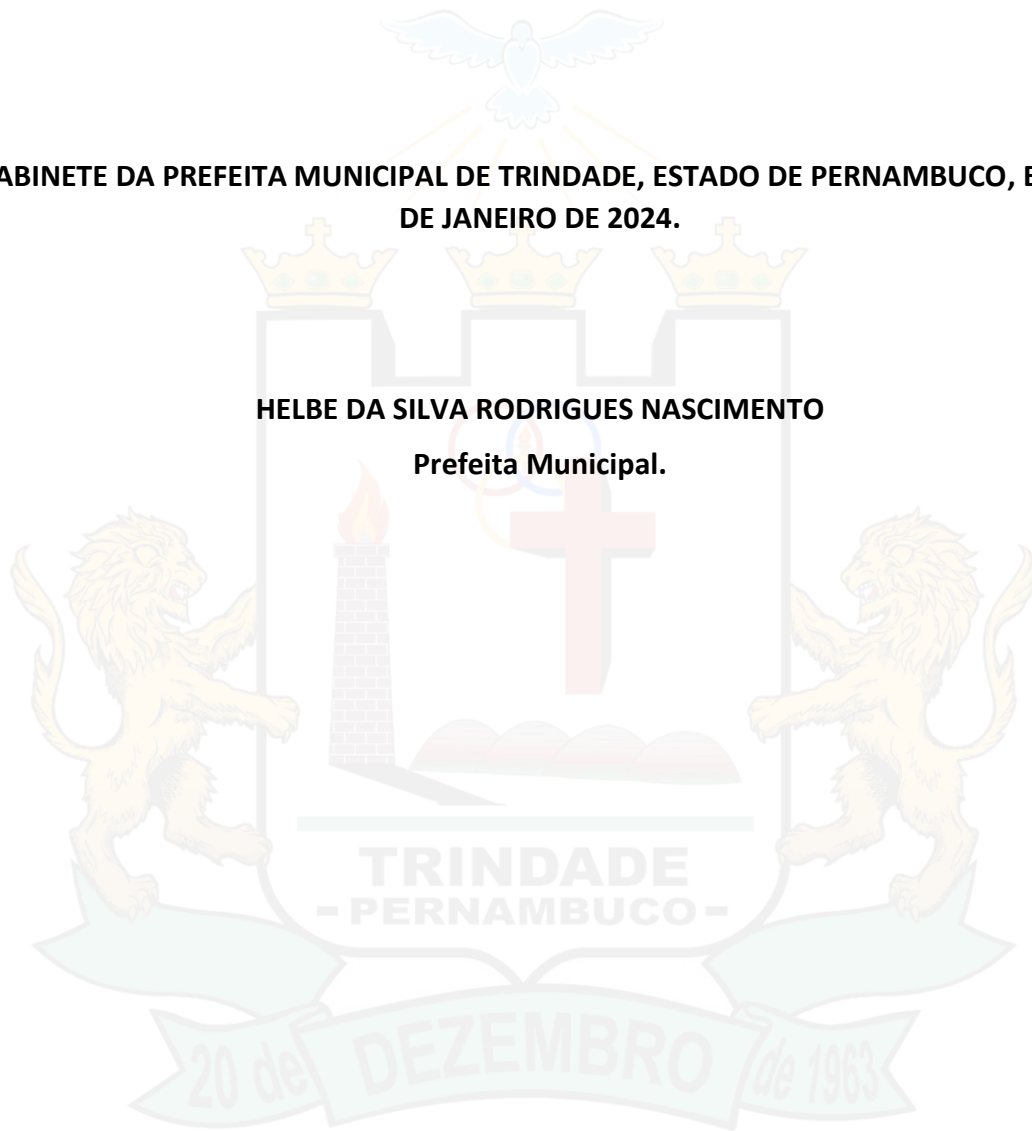 ABINETE DA PREFEITA MUNICIPAL DE TRINDADE, ESTADO DE PERNAMBUCO, E
DE JANEIRO DE 2024.
HELBE DA SILVA RODRIGUES NASCIMENTO
Prefeita Municipal.
TRINDADE
- PERNAMBUCO -
20 de DEZEMBRO de 1963